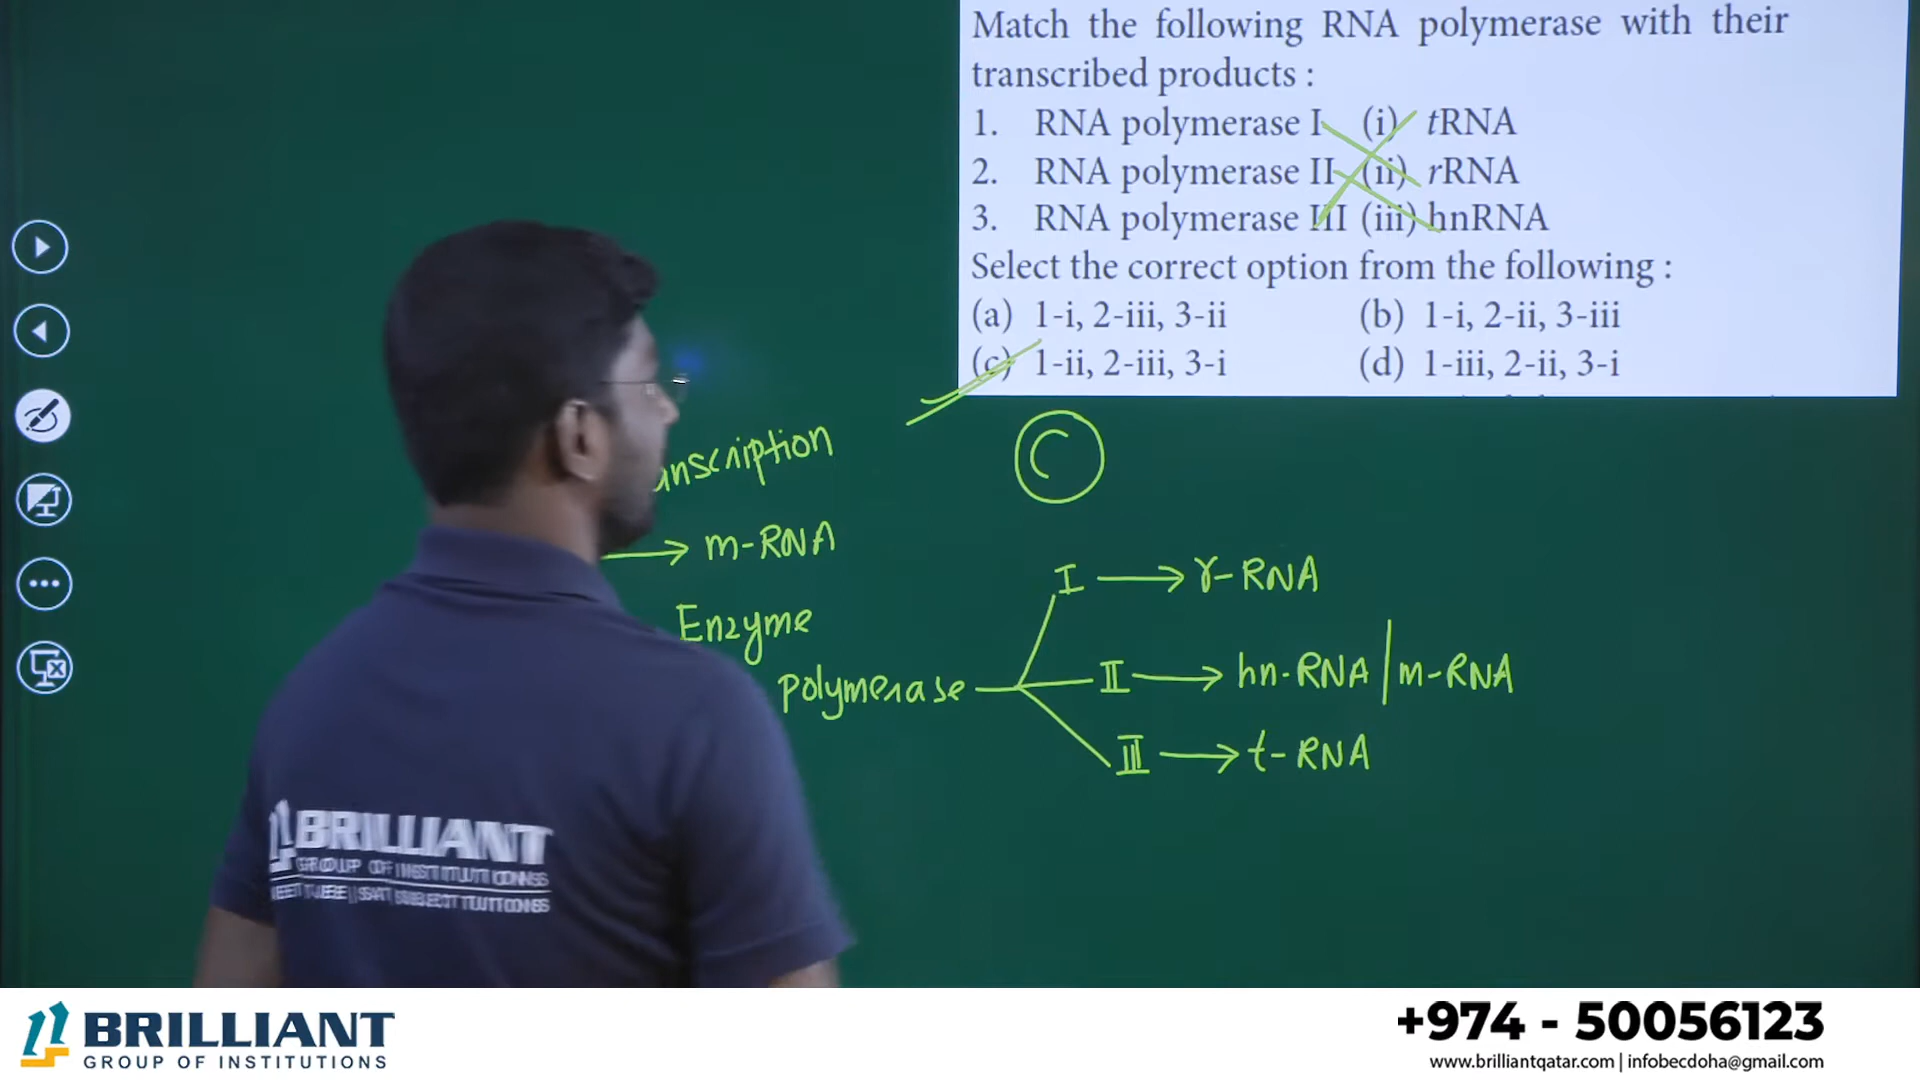 Match the following RNA polymerase with their
transcribed products :
1. RNA polymerase I (i) tRNA
2. RNA polymerase II (ii) rRNA
3. RNA polymerase III (iii) hnRNA
Select the correct option from the following :
(a) 1-i, 2-iii, 3-ii (b) 1-i, 2-ii, 3-iii
(c) 1-ii, 2-iii, 3-i (d) 1-iii, 2-ii, 3-i
C
anscription
→ m-RNA
Enzyme
polymerase
I → r-RNA
II → hn-RNA | m-RNA
III → t-RNA
BRILLIANT
GROUP OF INSTITUTIONS
BRILLIANT
GROUP OF INSTITUTIONS
+974 - 50056123
www.brilliantqatar.com | infobecdoha@gmail.com